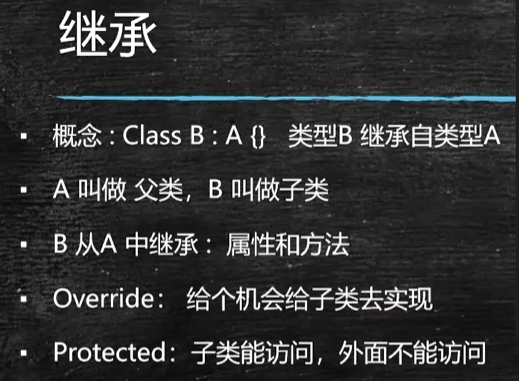 继承
▪ 概念 : Class B : A {} 类型B 继承自类型A
▪ A 叫做 父类，B 叫做子类
▪ B 从A 中继承 : 属性和方法
▪ Override： 给个机会给子类去实现
▪ Protected：子类能访问，外面不能访问